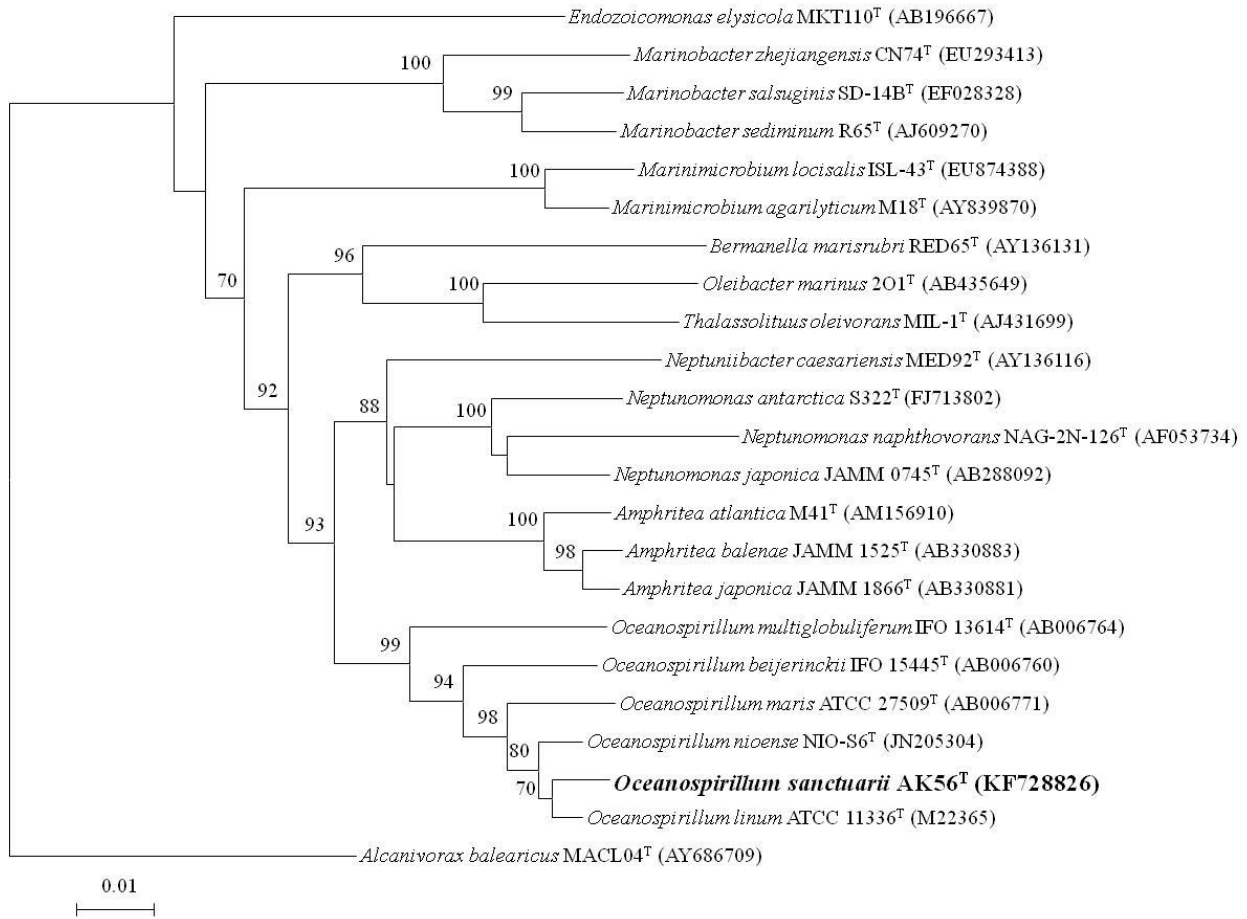 Endozoicomonas elysicola MKT110T (AB196667)
Marinobacter zhejiangensis CN74T (EU293413)
100
Marinobacter salsuginis SD-14BT (EF028328)
99
Marinobacter sediminum R65T (AJ609270)
Marinimicrobium locisalis ISL-43T (EU874388)
100
Marinimicrobium agarilyticum M18T (AY839870)
Bermanella marisrubri RED65T (AY136131)
96
70
Oleibacter marinus 2O1T (AB435649)
100
Thalassolituus oleivorans MIL-1T (AJ431699)
Neptuniibacter caesariensis MED92T (AY136116)
92
88
Neptunomonas antarctica S322T (FJ713802)
100
Neptunomonas naphthovorans NAG-2N-126T (AF053734)
Neptunomonas japonica JAMM 0745T (AB288092)
Amphritea atlantica M41T (AM156910)
100
93
Amphritea balenae JAMM 1525T (AB330883)
98
Amphritea japonica JAMM 1866T (AB330881)
Oceanospirillum multiglobuliferum IFO 13614T (AB006764)
99
Oceanospirillum beijerinckii IFO 15445T (AB006760)
94
Oceanospirillum maris ATCC 27509T (AB006771)
98
Oceanospirillum nioense NIO-S6T (JN205304)
80
Oceanospirillum sanctuarii AK56T (KF728826)
70
Oceanospirillum linum ATCC 11336T (M22365)
Alcanivorax balearicus MACL04T (AY686709)
0.01